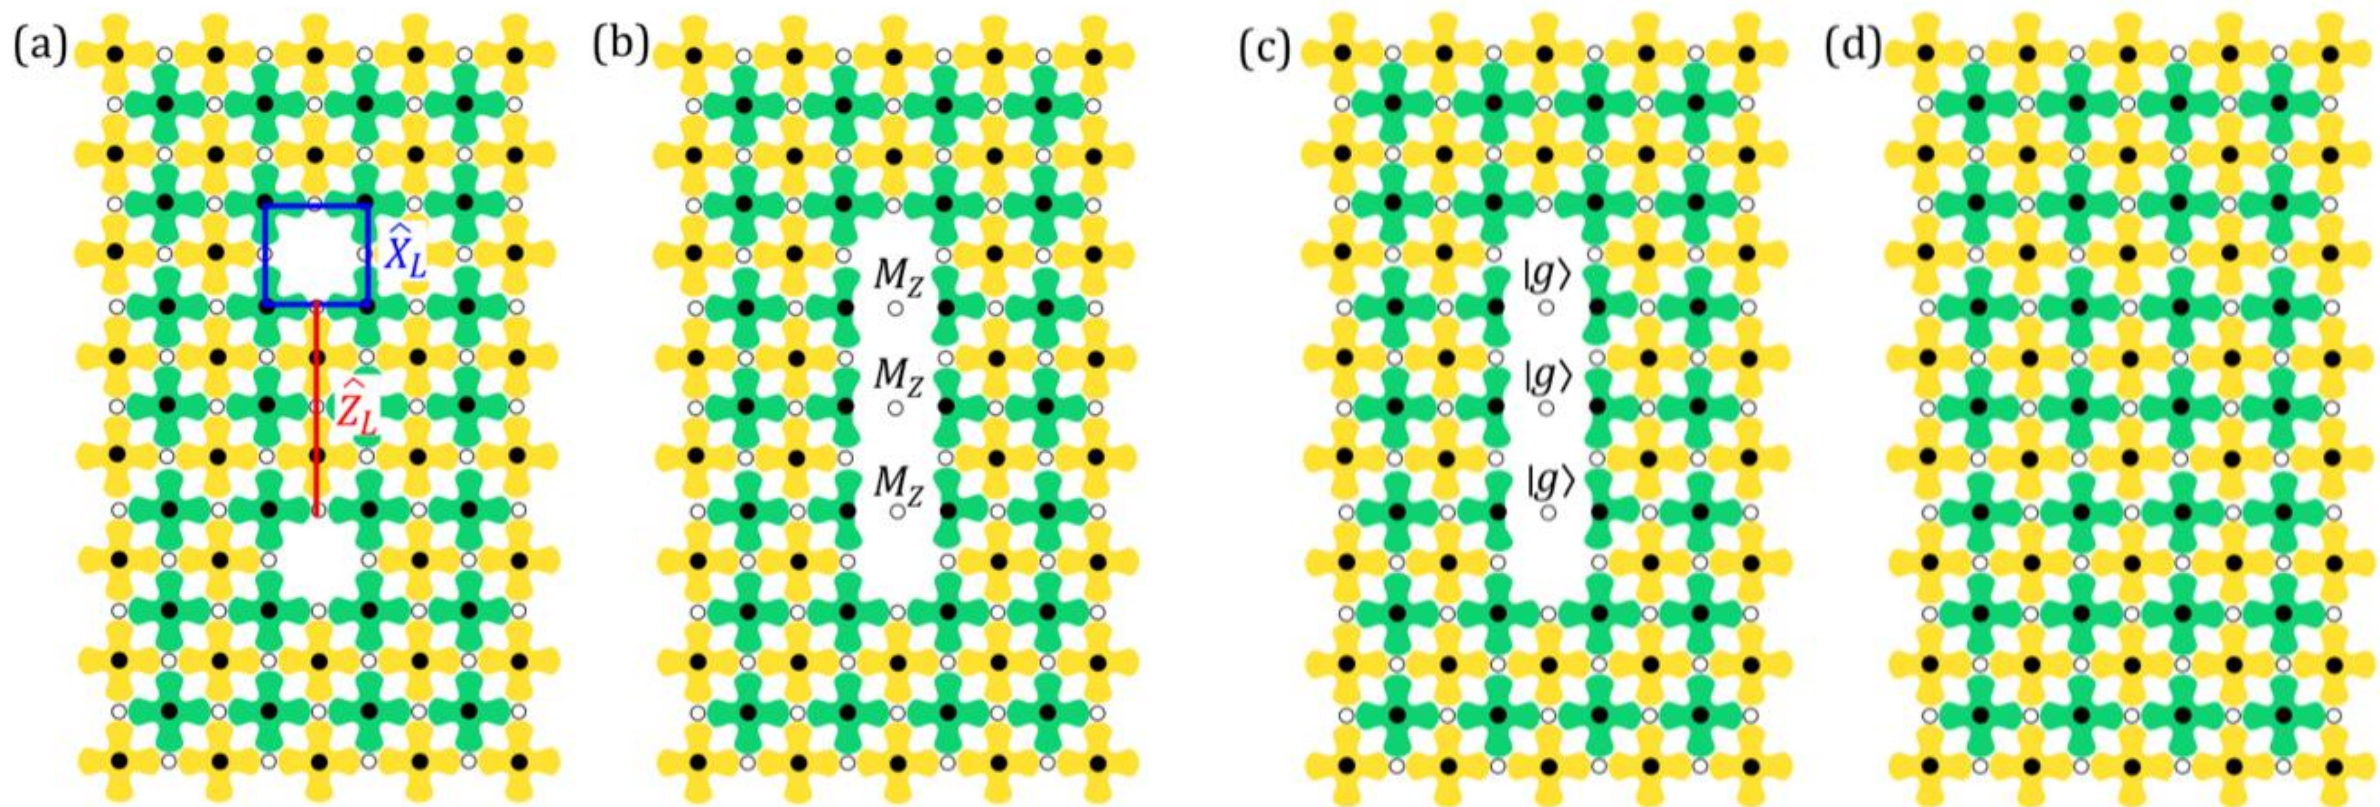 (a)
X̂_L
Ẑ_L
(b)
M_Z
M_Z
M_Z
(c)
|g⟩
|g⟩
|g⟩
(d)